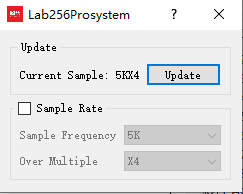 Lab256Prosystem
Update
Current Sample: 5KX4 Update
Sample Rate
Sample Frequency 5K
Over Multiple X4